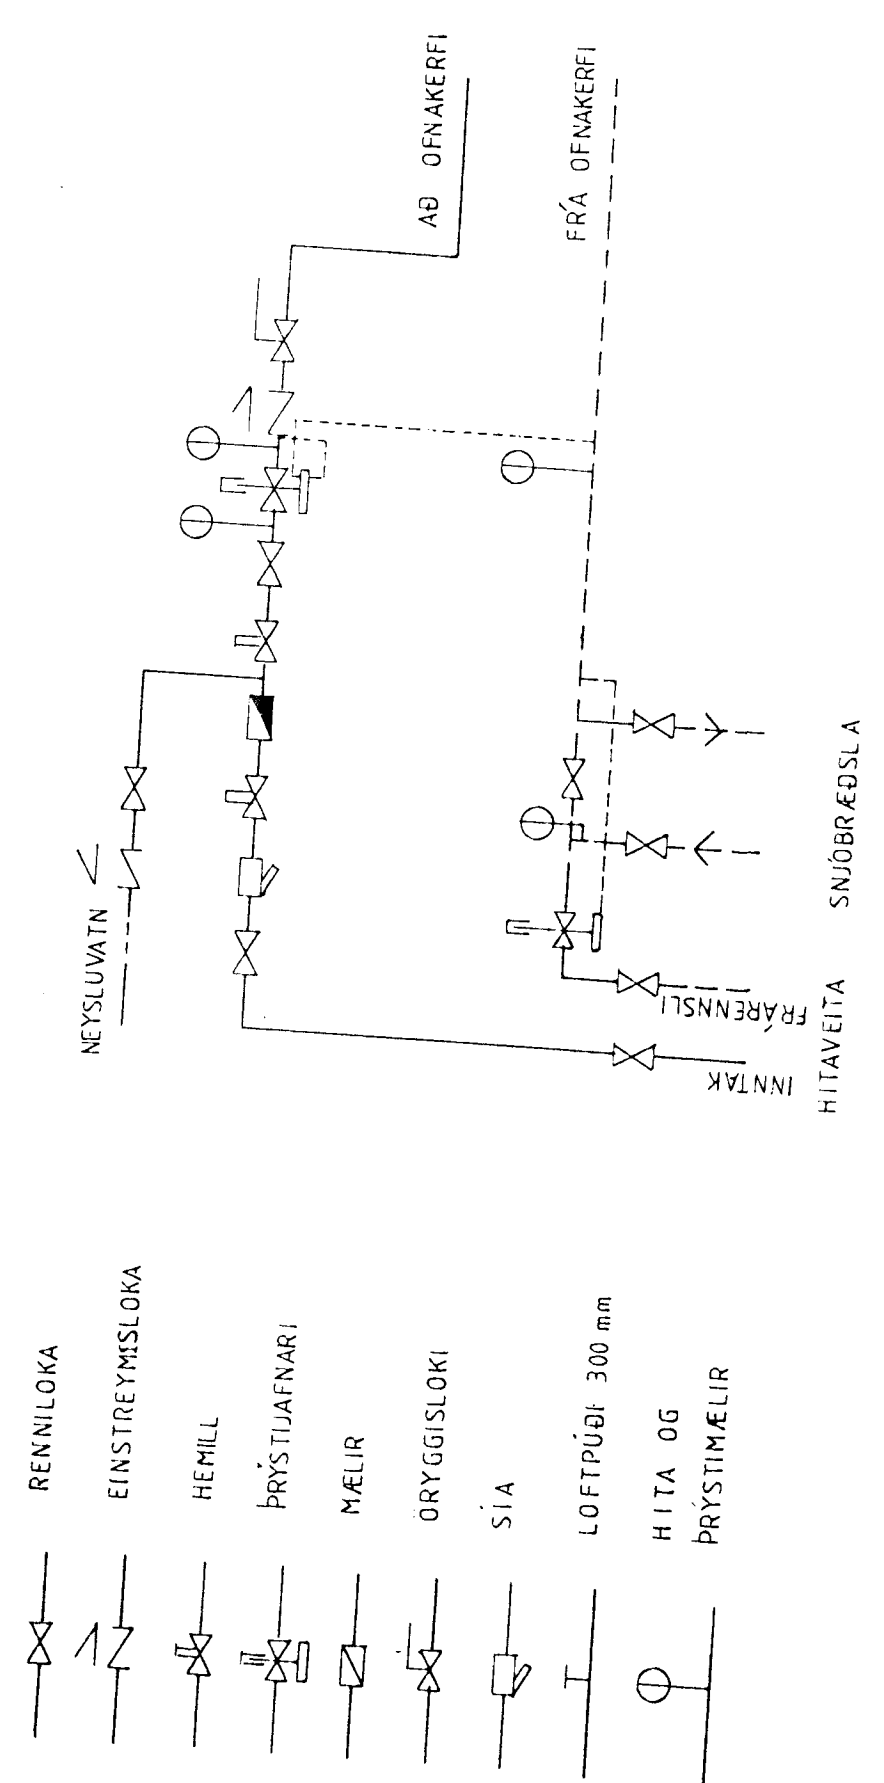 AÐ OFNAKERFI
FRÁ OFNAKERFI
NEYSLUVATN
SNJÓBRÆÐSLA
FRÁRENNSLI
INNTAK
HITAVEITA
RENNILOKA
EINSTREYMISLOKA
HEMILL
ÞRÝSTIJAFNARI
MÆLIR
ÖRYGGISLOKI
SÍA
LOFTPÚÐI 300 mm
HITA OG
ÞRÝSTIMÆLIR